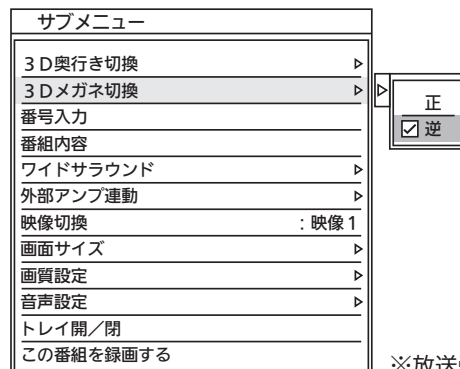 サブメニュー
3D奥行き切換
3Dメガネ切換
正
逆
番号入力
番組内容
ワイドサラウンド
外部アンプ連動
映像切換 :映像1
画面サイズ
画質設定
音声設定
トレイ開/閉
この番組を録画する
※放送